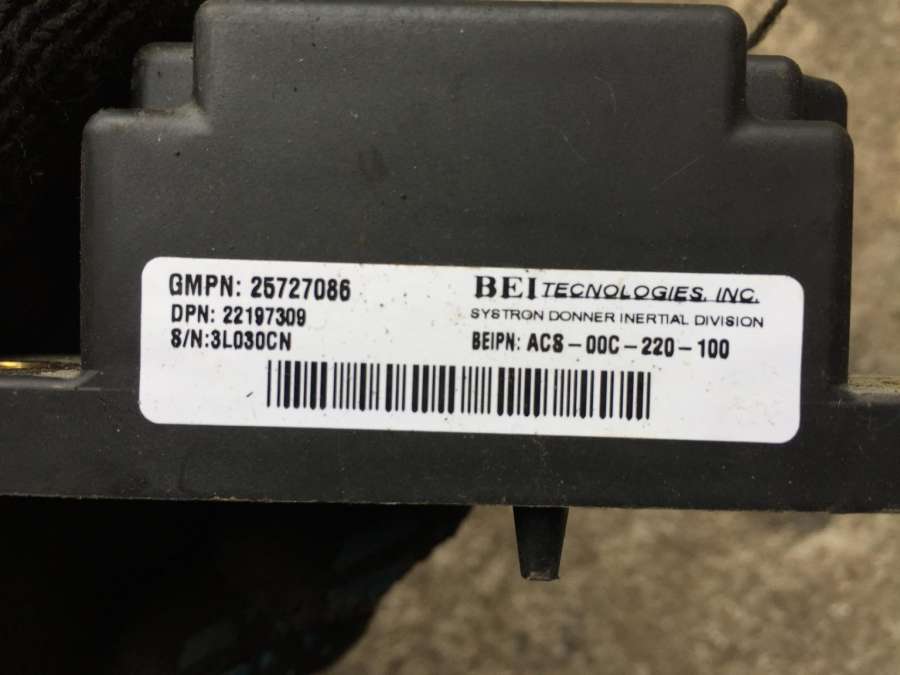 GMPN: 25727086
DPN: 22197309
S/N:3L030CN
BEI TECNOLOGIES, INC.
SYSTRON DONNER INERTIAL DIVISION
BEIPN: AC8-00C-220-100